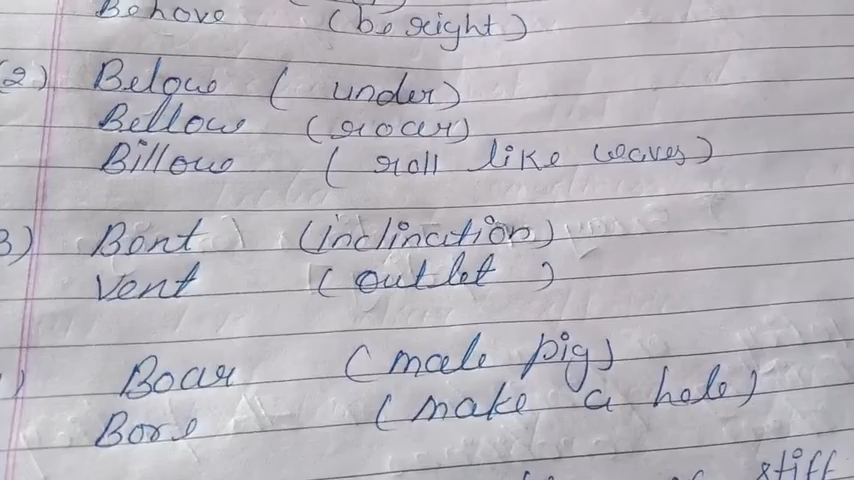 Behove (be right)
(2) Below (under)
Bellow (roar)
Billow (roll like waves)
3) Bent (Inclination)
Vent (outlet)
) Boar (male pig)
Bore (make a hole)
stiff